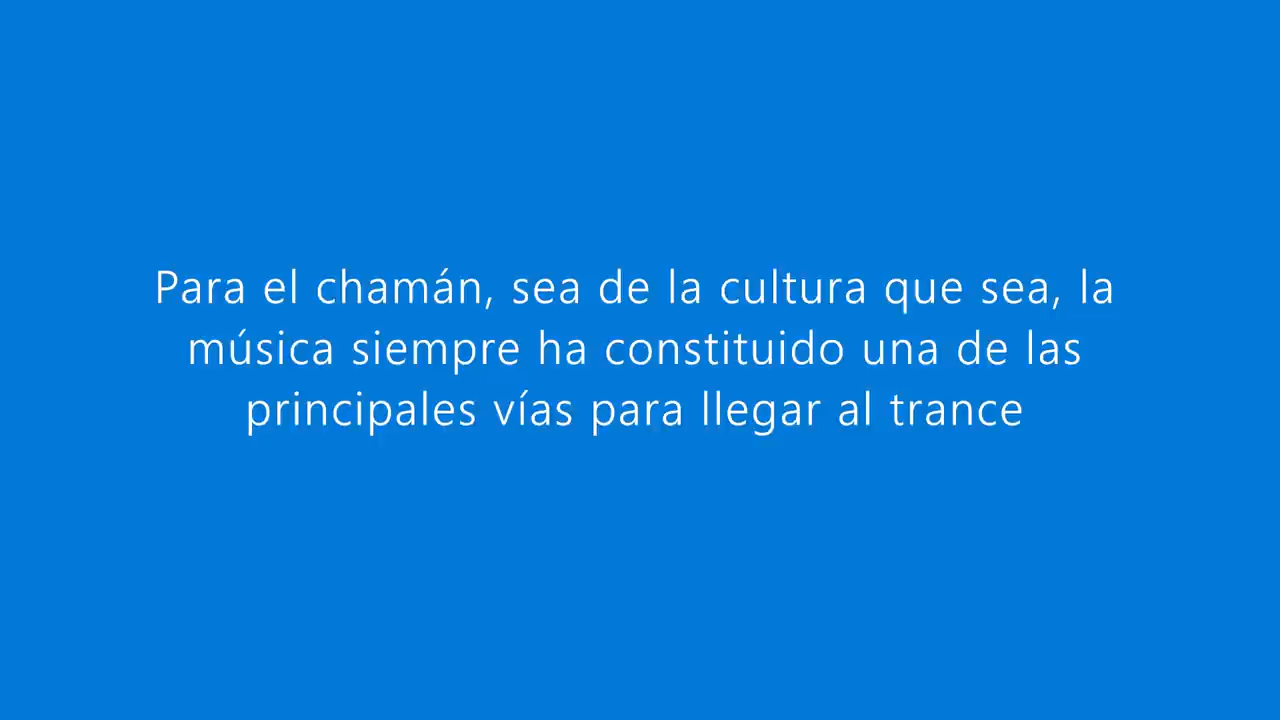 Para el chamán, sea de la cultura que sea, la
música siempre ha constituido una de las
principales vías para llegar al trance